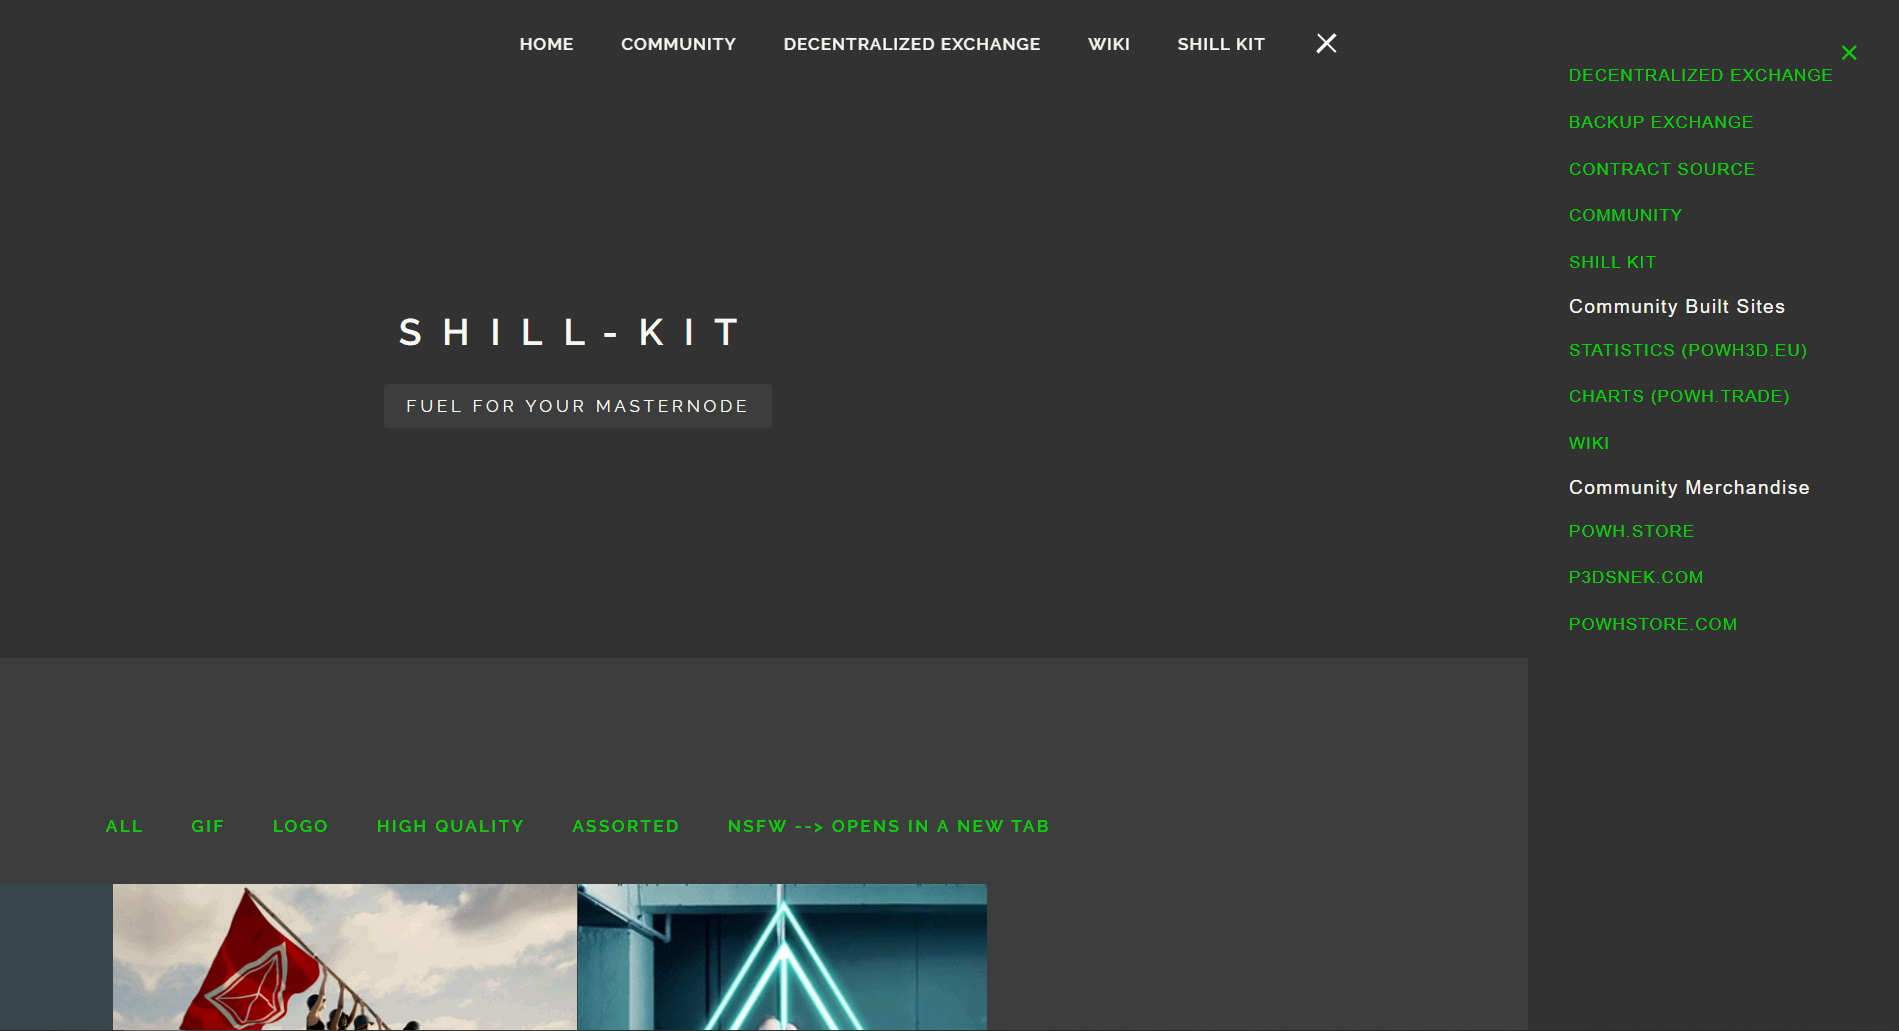 HOME COMMUNITY DECENTRALIZED EXCHANGE WIKI SHILL KIT
SHILL-KIT
FUEL FOR YOUR MASTERNODE
ALL GIF LOGO HIGH QUALITY ASSORTED NSFW --> OPENS IN A NEW TAB
DECENTRALIZED EXCHANGE
BACKUP EXCHANGE
CONTRACT SOURCE
COMMUNITY
SHILL KIT
Community Built Sites
STATISTICS (POWH3D.EU)
CHARTS (POWH.TRADE)
WIKI
Community Merchandise
POWH.STORE
P3DSNEK.COM
POWHSTORE.COM